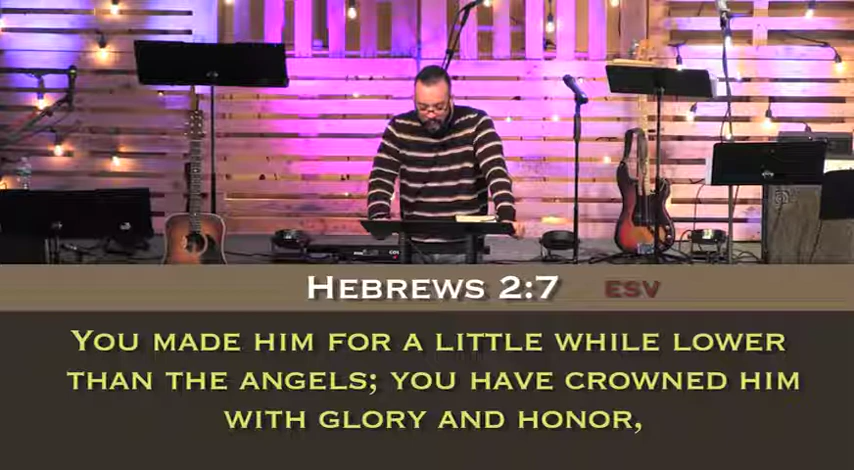 HEBREWS 2:7 ESV
YOU MADE HIM FOR A LITTLE WHILE LOWER
THAN THE ANGELS; YOU HAVE CROWNED HIM
WITH GLORY AND HONOR,